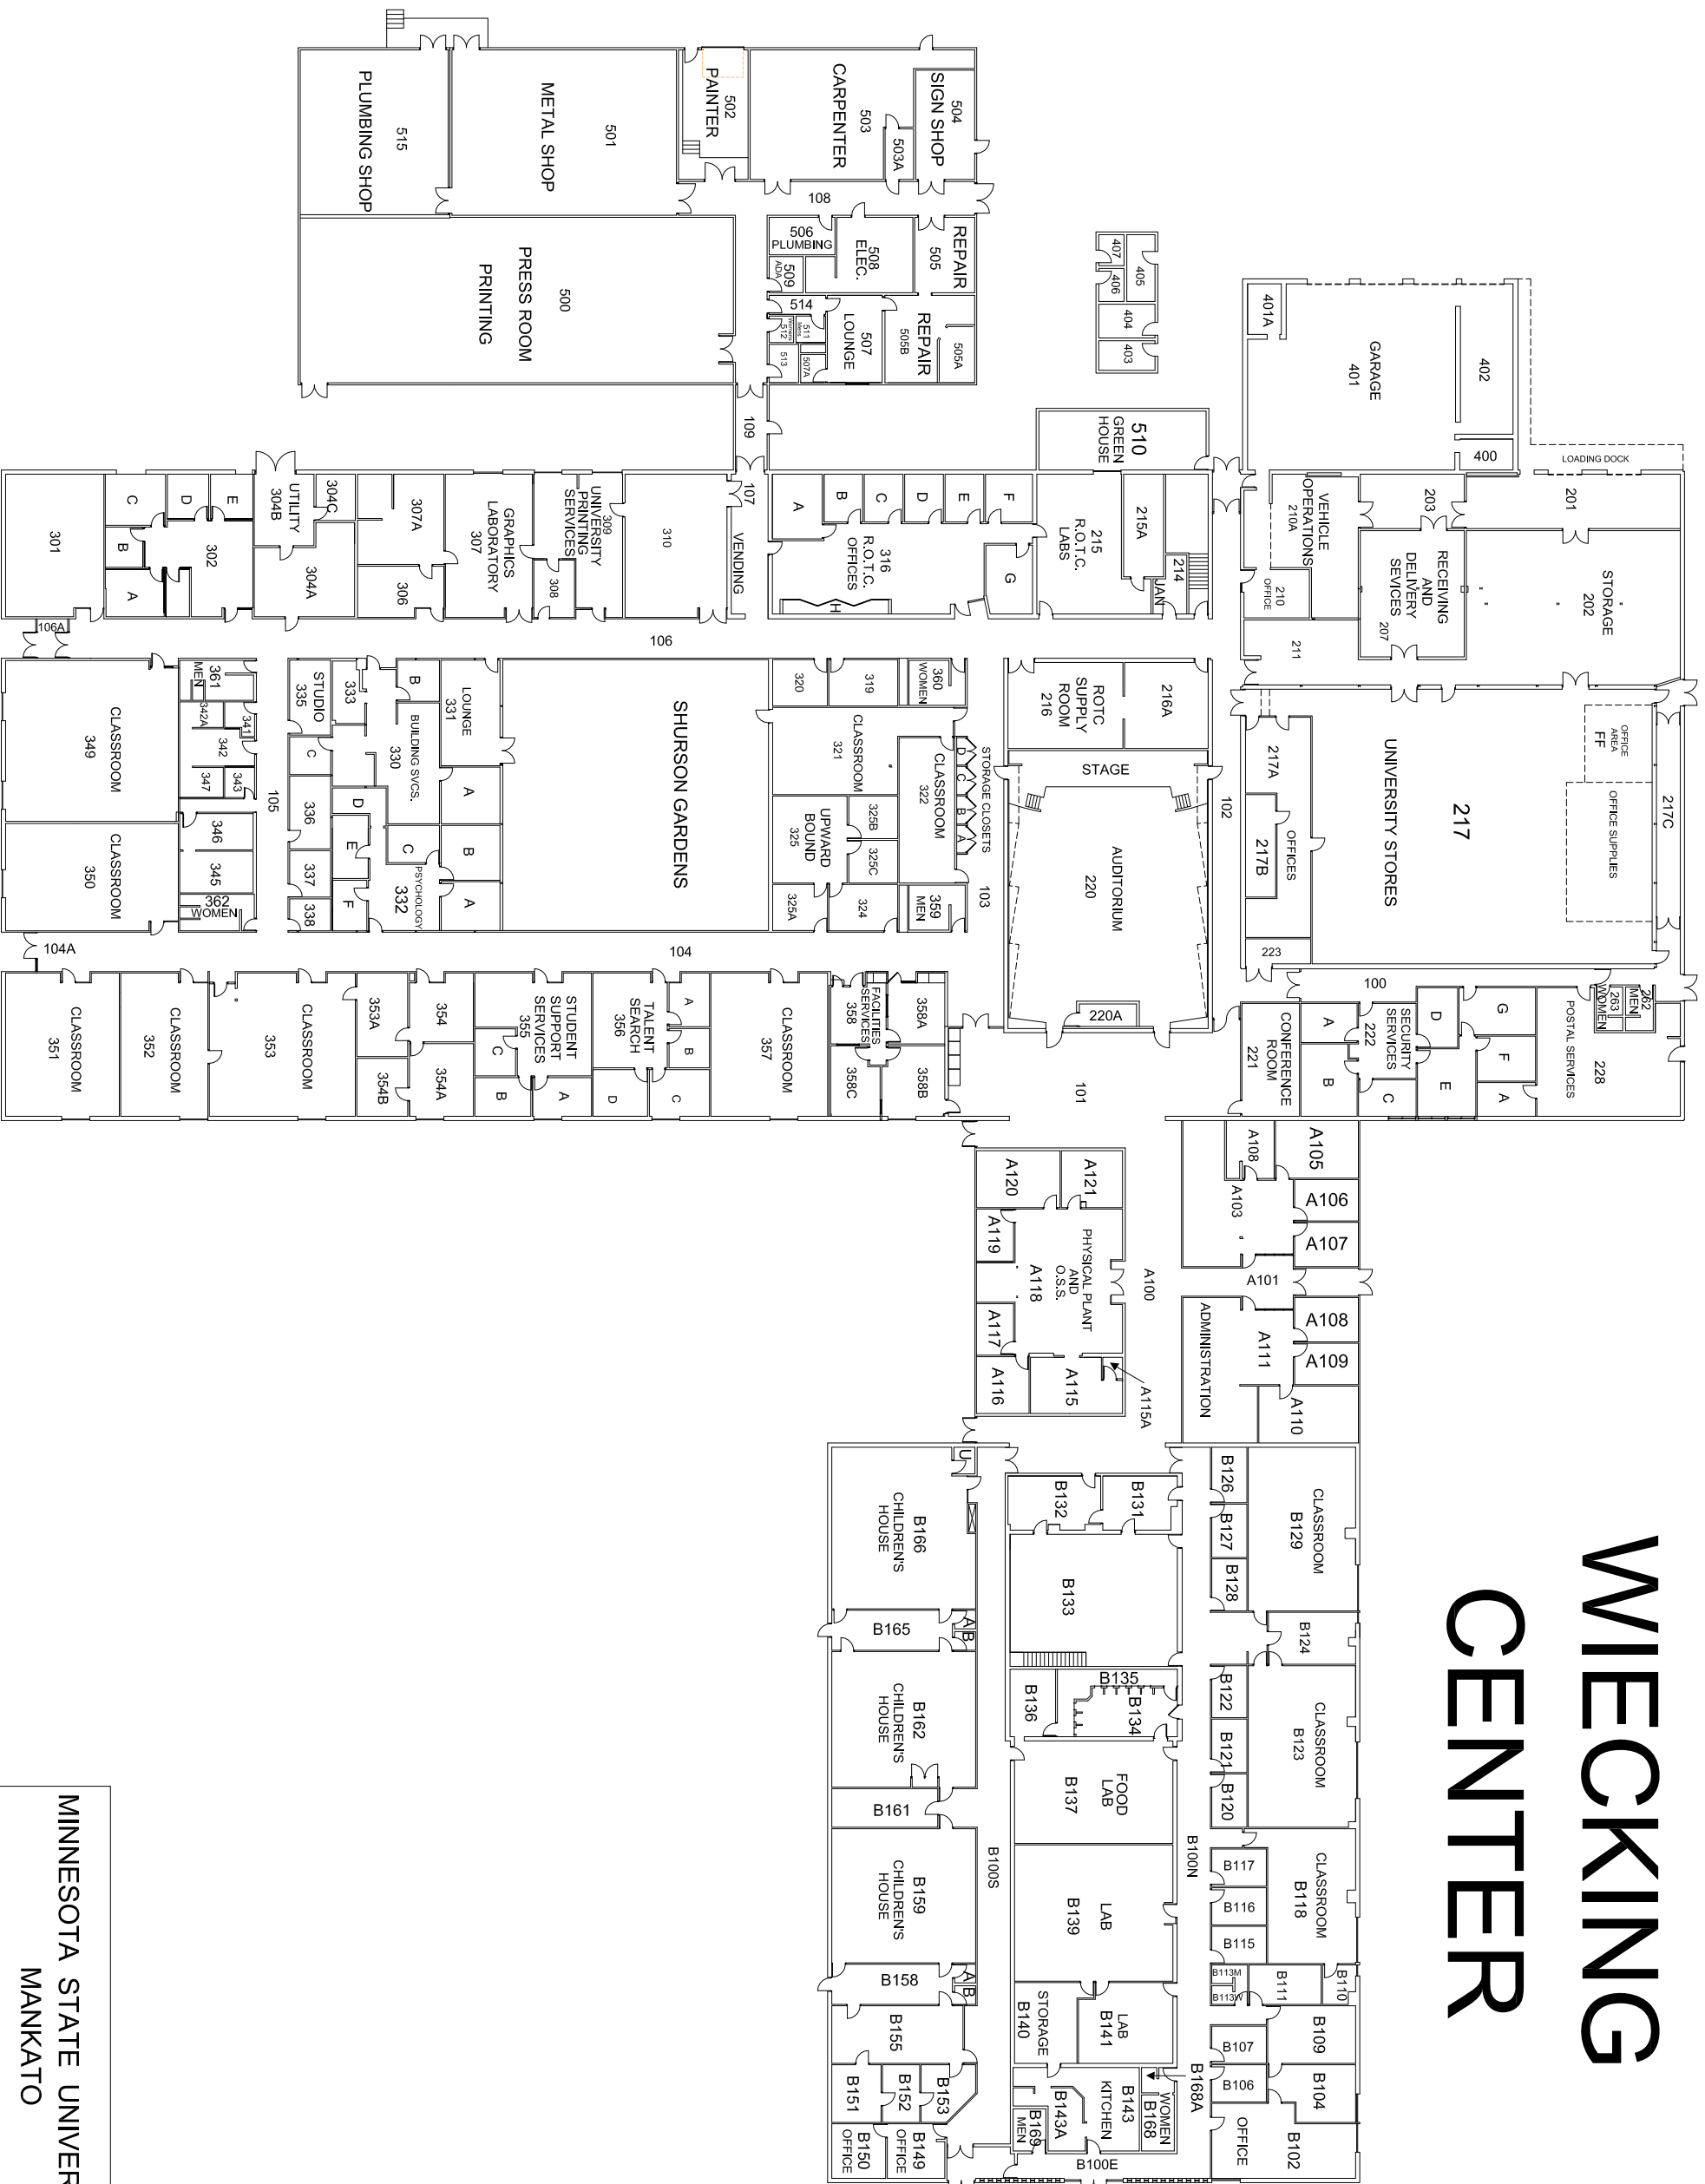 WIECKING
CENTER
MINNESOTA STATE UNIVER
MANKATO
PLUMBING SHOP
515
METAL SHOP
501
PAINTER
502
CARPENTER
503
503A
SIGN SHOP
504
108
PRESS ROOM
PRINTING
500
506
PLUMBING
508
ELEC.
505
REPAIR
509
ADA
514
512
Womens
511
Mens
513
507A
LOUNGE
507
REPAIR
505B
505A
109
407
406
405
404
403
401A
GARAGE
401
402
400
LOADING DOCK
510
GREEN
HOUSE
301
C
D
E
B
A
302
UTILITY
304B
304C
304A
307A
306
GRAPHICS
LABORATORY
307
UNIVERSITY
PRINTING
SERVICES
309
308
310
107
VENDING
A
B
C
D
E
F
G
H
316
R.O.T.C.
OFFICES
215
R.O.T.C.
LABS
215A
214
JAN
VEHICLE
OPERATIONS
210A
210
OFFICE
203
201
RECEIVING
AND
DELIVERY
SEVICES
207
STORAGE
202
211
106A
106
CLASSROOM
349
CLASSROOM
350
361
MEN
342A
341
342
347
343
346
345
362
WOMEN
105
STUDIO
335
333
C
336
337
338
B
BUILDING SVCS.
330
D
E
F
C
LOUNGE
331
A
B
A
PSYCHOLOGY
332
SHURSON GARDENS
320
319
360
WOMEN
CLASSROOM
321
CLASSROOM
322
STORAGE CLOSETS
D
C
B
A
UPWARD
BOUND
325
325B
325C
325A
324
359
MEN
103
ROTC
SUPPLY
ROOM
216
216A
STAGE
AUDITORIUM
220
220A
102
217A
217B
OFFICES
UNIVERSITY STORES
217
OFFICE
AREA
FF
OFFICE SUPPLIES
217C
223
104A
104
CLASSROOM
351
CLASSROOM
352
CLASSROOM
353
353A
354
354A
354B
STUDENT
SUPPORT
SERVICES
355
C
B
A
TALENT
SEARCH
356
A
B
C
D
CLASSROOM
357
FACILITIES
SERVICES
358
358A
358B
358C
101
100
CONFERENCE
ROOM
221
SECURITY
SERVICES
222
A
B
C
D
E
G
F
A
POSTAL SERVICES
228
262
MEN
263
WOMEN
A105
A108
A103
A106
A107
A101
A108
A109
A111
A110
ADMINISTRATION
A100
A120
A121
A119
PHYSICAL PLANT
AND
O.S.S.
A118
A117
A116
A115
A115A
U
B166
CHILDREN'S
HOUSE
B165
A
B
B162
CHILDREN'S
HOUSE
B161
B159
CHILDREN'S
HOUSE
B158
A
B
B155
B151
B152
B153
B150
OFFICE
B149
OFFICE
B100S
B132
B131
B133
B135
B134
B136
FOOD
LAB
B137
LAB
B139
STORAGE
B140
LAB
B141
B143
KITCHEN
B143A
B169
MEN
WOMEN
B168
B168A
B100E
B100N
B126
B127
B128
CLASSROOM
B129
B124
B122
B121
B120
CLASSROOM
B123
CLASSROOM
B118
B117
B116
B115
B113M
B113W
B111
B110
B109
B107
B106
B104
B102
OFFICE